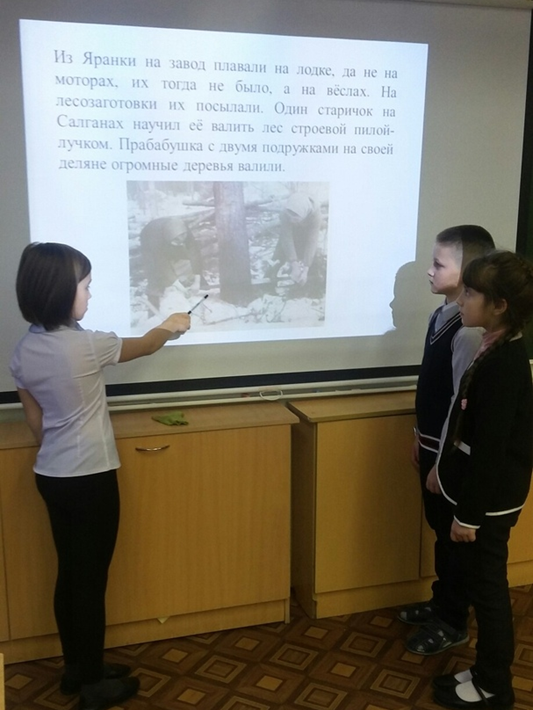 Из Яранки на завод плавали на лодке, да не на
моторах, их тогда не было, а на вёслах. На
лесозаготовки их посылали. Один старичок на
Салганах научил её валить лес строевой пилой-
лучком. Прабабушка с двумя подружками на своей
деляне огромные деревья валили.